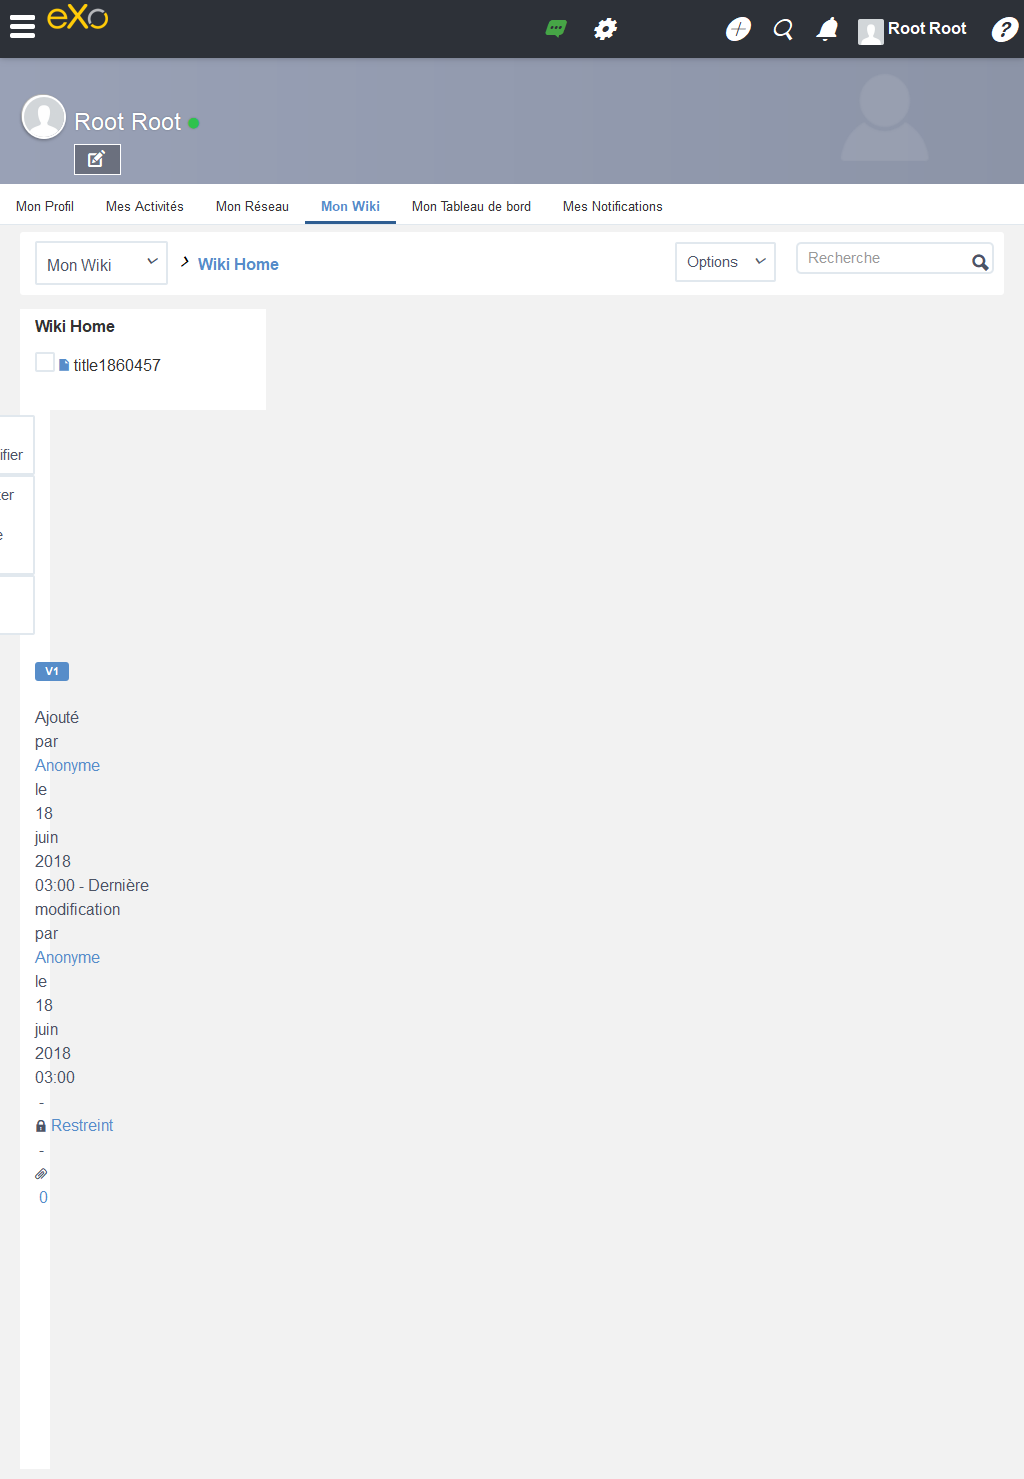 eXo
Root Root
Root Root
Mon Profil Mes Activités Mon Réseau Mon Wiki Mon Tableau de bord Mes Notifications
Mon Wiki Wiki Home Options Recherche
Wiki Home
title1860457
ifier
ter
e
V1
Ajouté
par
Anonyme
le
18
juin
2018
03:00 - Dernière
modification
par
Anonyme
le
18
juin
2018
03:00
-
Restreint
-
0